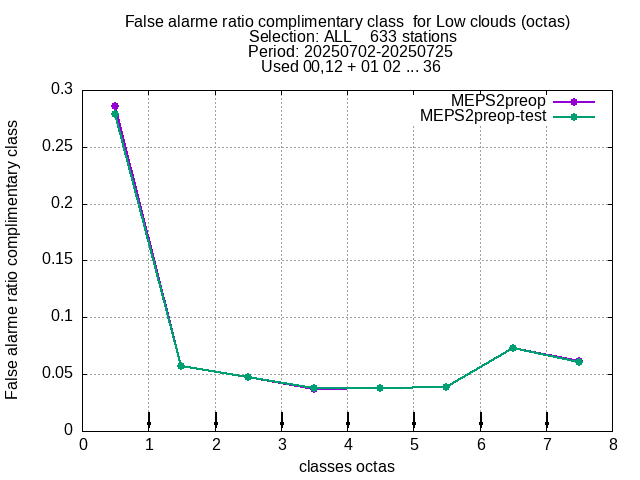 False alarme ratio complimentary class  for Low clouds (octas)
Selection: ALL    633 stations
Period: 20250702-20250725
Used 00,12 + 01 02 ... 36
MEPS2preop
MEPS2preop-test
False alarme ratio complimentary class
0.3
0.25
0.2
0.15
0.1
0.05
0
0 1 2 3 4 5 6 7 8
classes octas